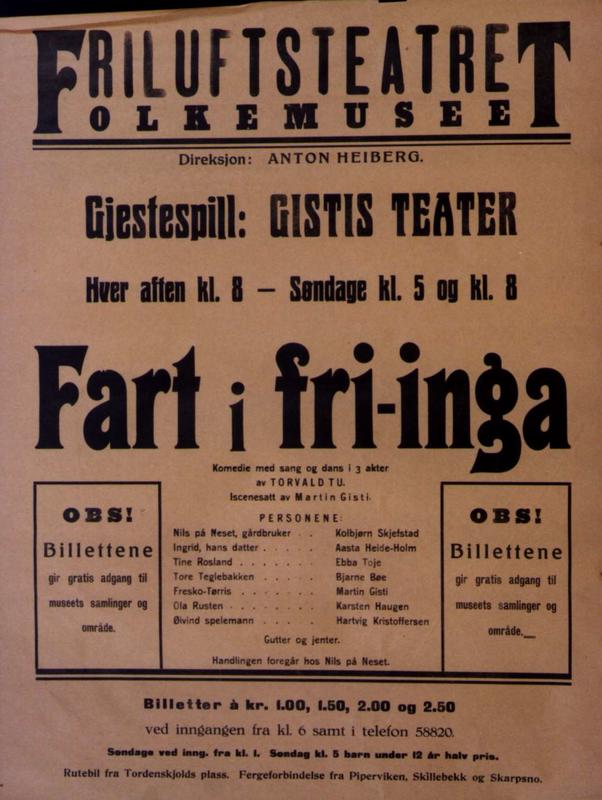 FRILUFTSTEATRET
FOLKEMUSEET
Direksjon: ANTON HEIBERG.
Gjestespill: GISTIS TEATER
Hver aften kl. 8 — Søndage kl. 5 og kl. 8
Fart i fri-inga
Komedie med sang og dans i 3 akter
av TORVALD TU.
Iscenesatt av Martin Gisti.
OBS!
Billettene
gir gratis adgang til
museets samlinger og
område.
PERSONENE:
Nils på Neset, gårdbruker . . Kolbjørn Skjefstad
Ingrid, hans datter . . . . . Aasta Heide-Holm
Tine Rosland . . . . . . . Ebba Toje
Tore Teglebakken . . . . . Bjarne Bøe
Fresko-Tørris . . . . . . . Martin Gisti
Ola Rusten . . . . . . . . Karsten Haugen
Øivind spelemann . . . . . Hartvig Kristoffersen
Gutter og jenter.
Handlingen foregår hos Nils på Neset.
OBS!
Billettene
gir gratis adgang til
museets samlinger og
område.
Billetter à kr. 1.00, 1.50, 2.00 og 2.50
ved inngangen fra kl. 6 samt i telefon 58820.
Søndage ved inng. fra kl. 1. Søndag kl. 5 barn under 12 år halv pris.
Rutebil fra Tordenskjolds plass. Fergeforbindelse fra Piperviken, Skillebekk og Skarpsno.